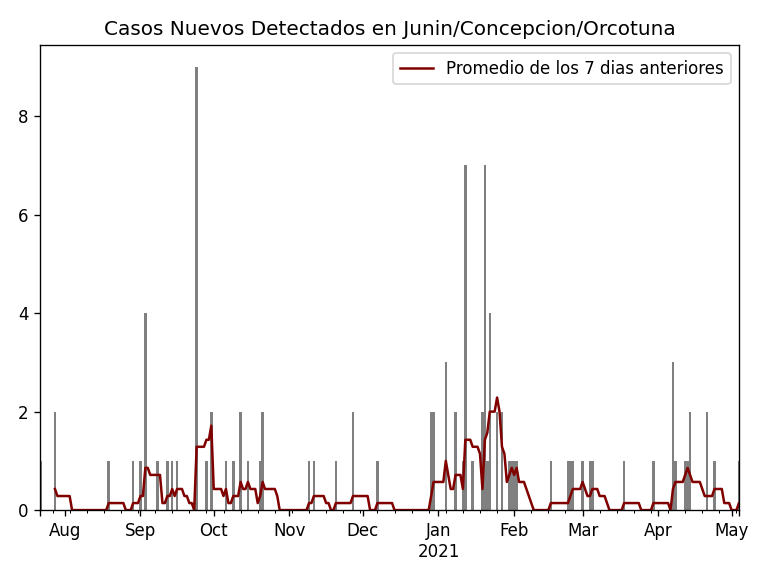 Casos Nuevos Detectados en Junin/Concepcion/Orcotuna
Promedio de los 7 dias anteriores
8
6
4
2
0
Aug Sep Oct Nov Dec Jan Feb Mar Apr May
2021